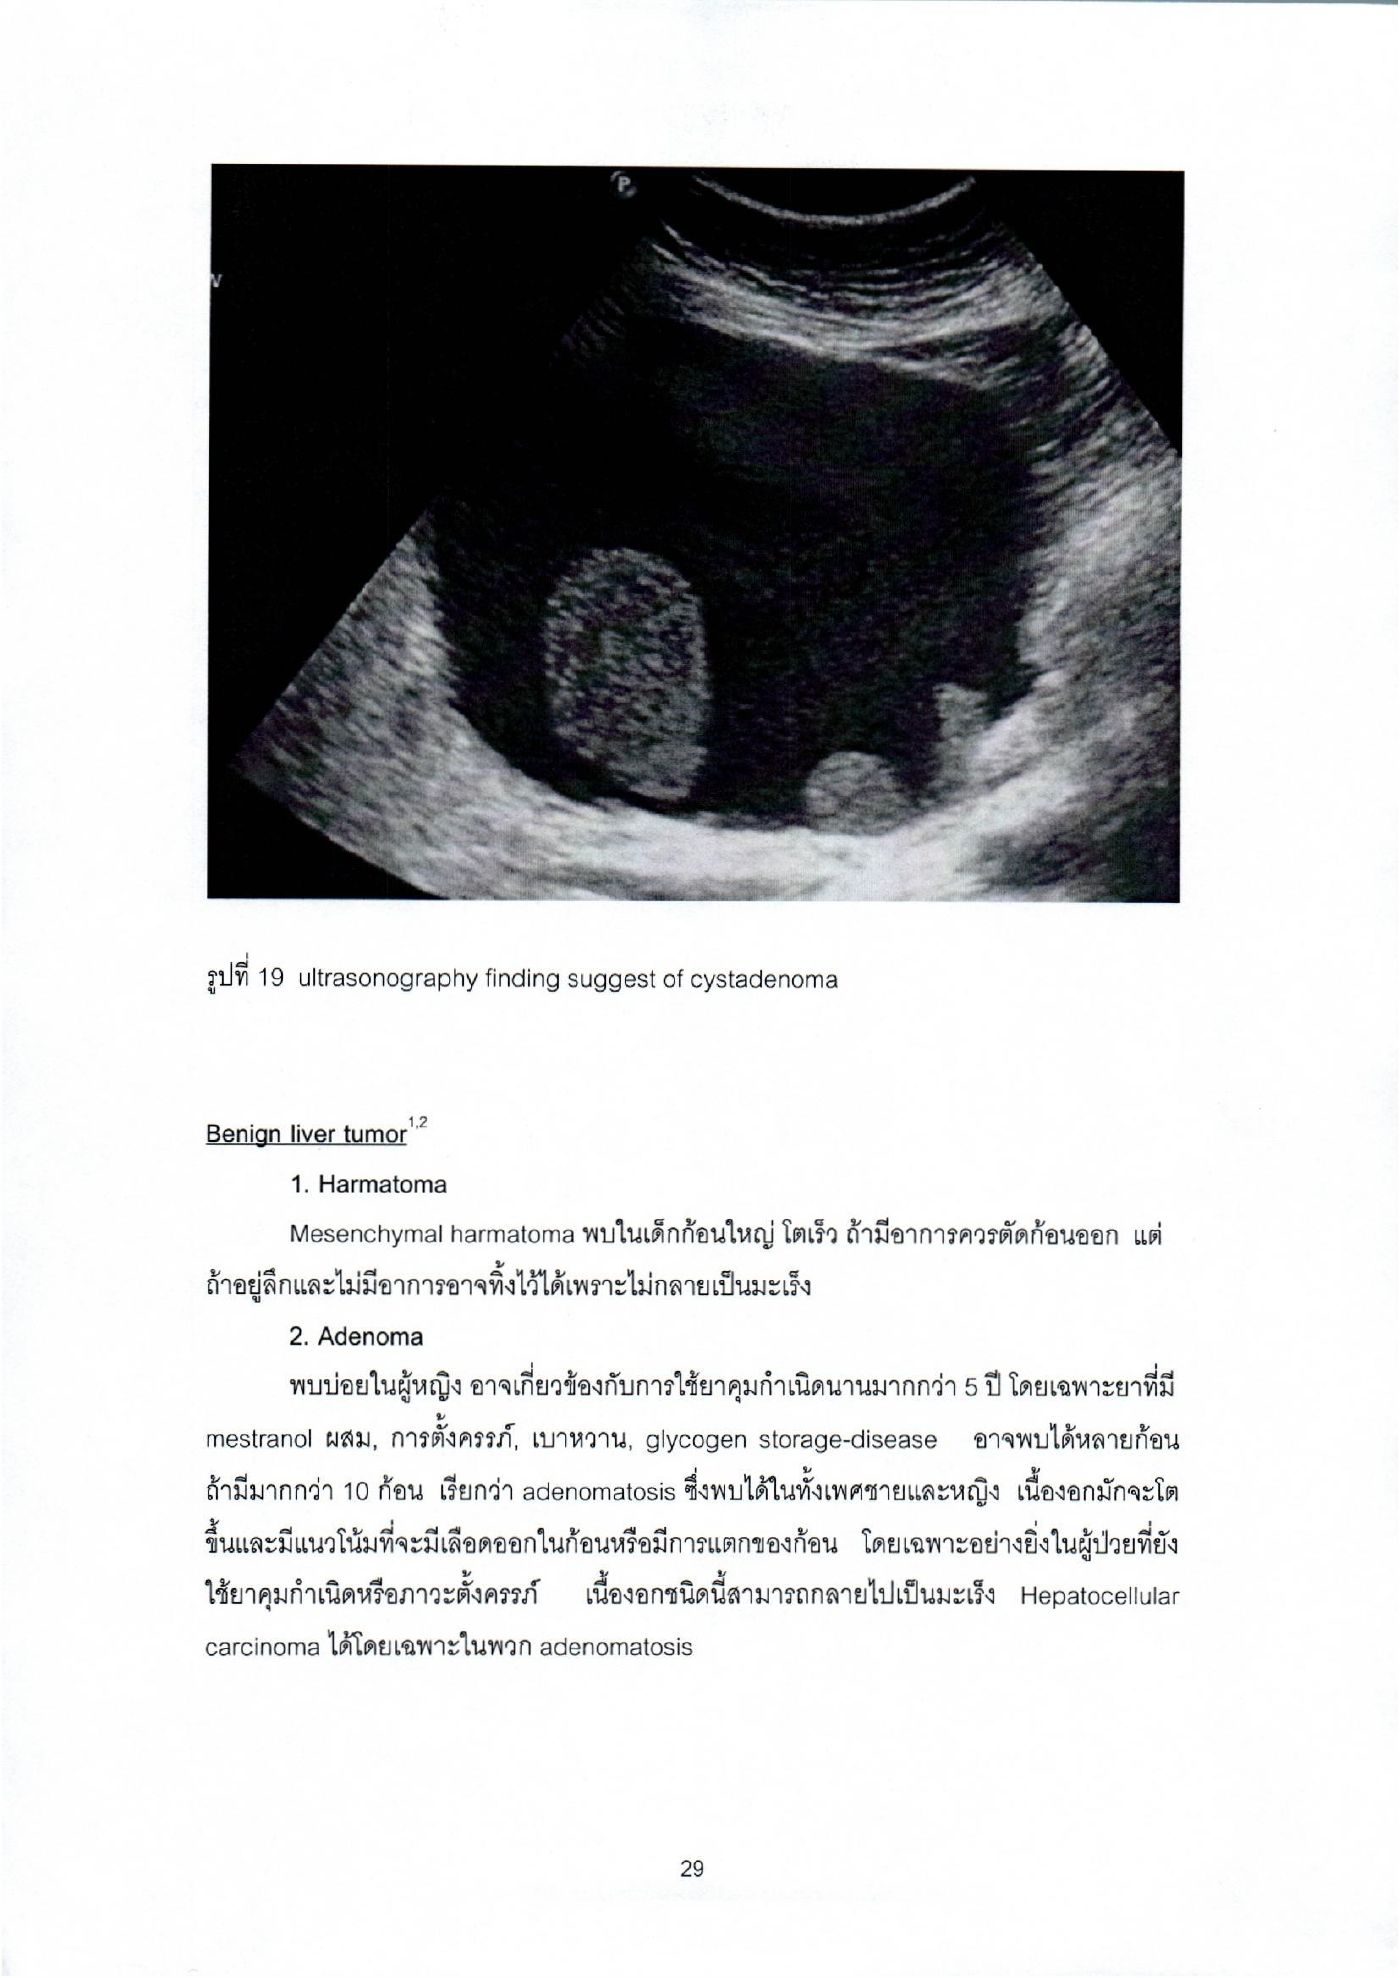 P
V
รูปที่ 19 ultrasonography finding suggest of cystadenoma
Benign liver tumor1,2
1. Harmatoma
Mesenchymal harmatoma พบในเด็กก้อนใหญ่ โตเร็ว ถ้ามีอาการควรตัดก้อนออก แต่
ถ้าอยู่ลึกและไม่มีอาการอาจทิ้งไว้ได้เพราะไม่กลายเป็นมะเร็ง
2. Adenoma
พบบ่อยในผู้หญิง อาจเกี่ยวข้องกับการใช้ยาคุมกำเนิดนานมากกว่า 5 ปี โดยเฉพาะยาที่มี
mestranol ผสม, การตั้งครรภ์, เบาหวาน, glycogen storage-disease อาจพบได้หลายก้อน
ถ้ามีมากกว่า 10 ก้อน เรียกว่า adenomatosis ซึ่งพบได้ในทั้งเพศชายและหญิง เนื้องอกมักจะโต
ขึ้นและมีแนวโน้มที่จะมีเลือดออกในก้อนหรือมีการแตกของก้อน โดยเฉพาะอย่างยิ่งในผู้ป่วยที่ยัง
ใช้ยาคุมกำเนิดหรือภาวะตั้งครรภ์ เนื้องอกชนิดนี้สามารถกลายไปเป็นมะเร็ง Hepatocellular
carcinoma ได้โดยเฉพาะในพวก adenomatosis
29